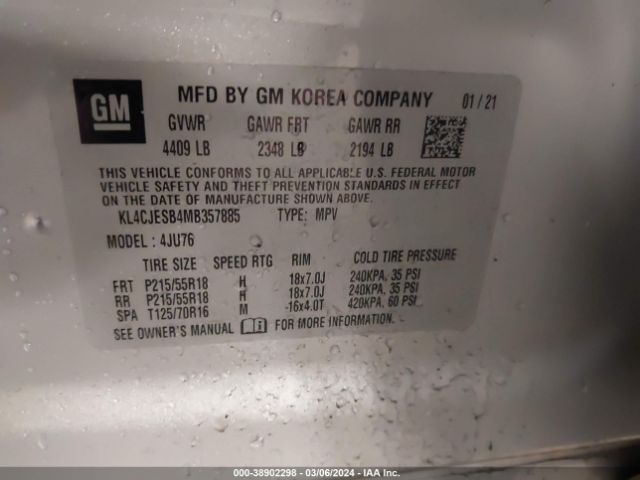 GM MFD BY GM KOREA COMPANY 01/21
GVWR GAWR FRT GAWR RR
4409 LB 2348 LB 2194 LB
THIS VEHICLE CONFORMS TO ALL APPLICABLE U.S. FEDERAL MOTOR
VEHICLE SAFETY AND THEFT PREVENTION STANDARDS IN EFFECT
ON THE DATE OF MANUFACTURE SHOWN ABOVE.
KL4CJESB4MB357885 TYPE: MPV
MODEL: 4JU76
TIRE SIZE SPEED RTG RIM COLD TIRE PRESSURE
FRT P215/55R18 H 18x7.0J 240KPA, 35 PSI
RR P215/55R18 H 18x7.0J 240KPA, 35 PSI
SPA T125/70R16 M -16x4.0T 420KPA, 60 PSI
SEE OWNER'S MANUAL FOR MORE INFORMATION.
000-38902298 - 03/06/2024 - IAA Inc.